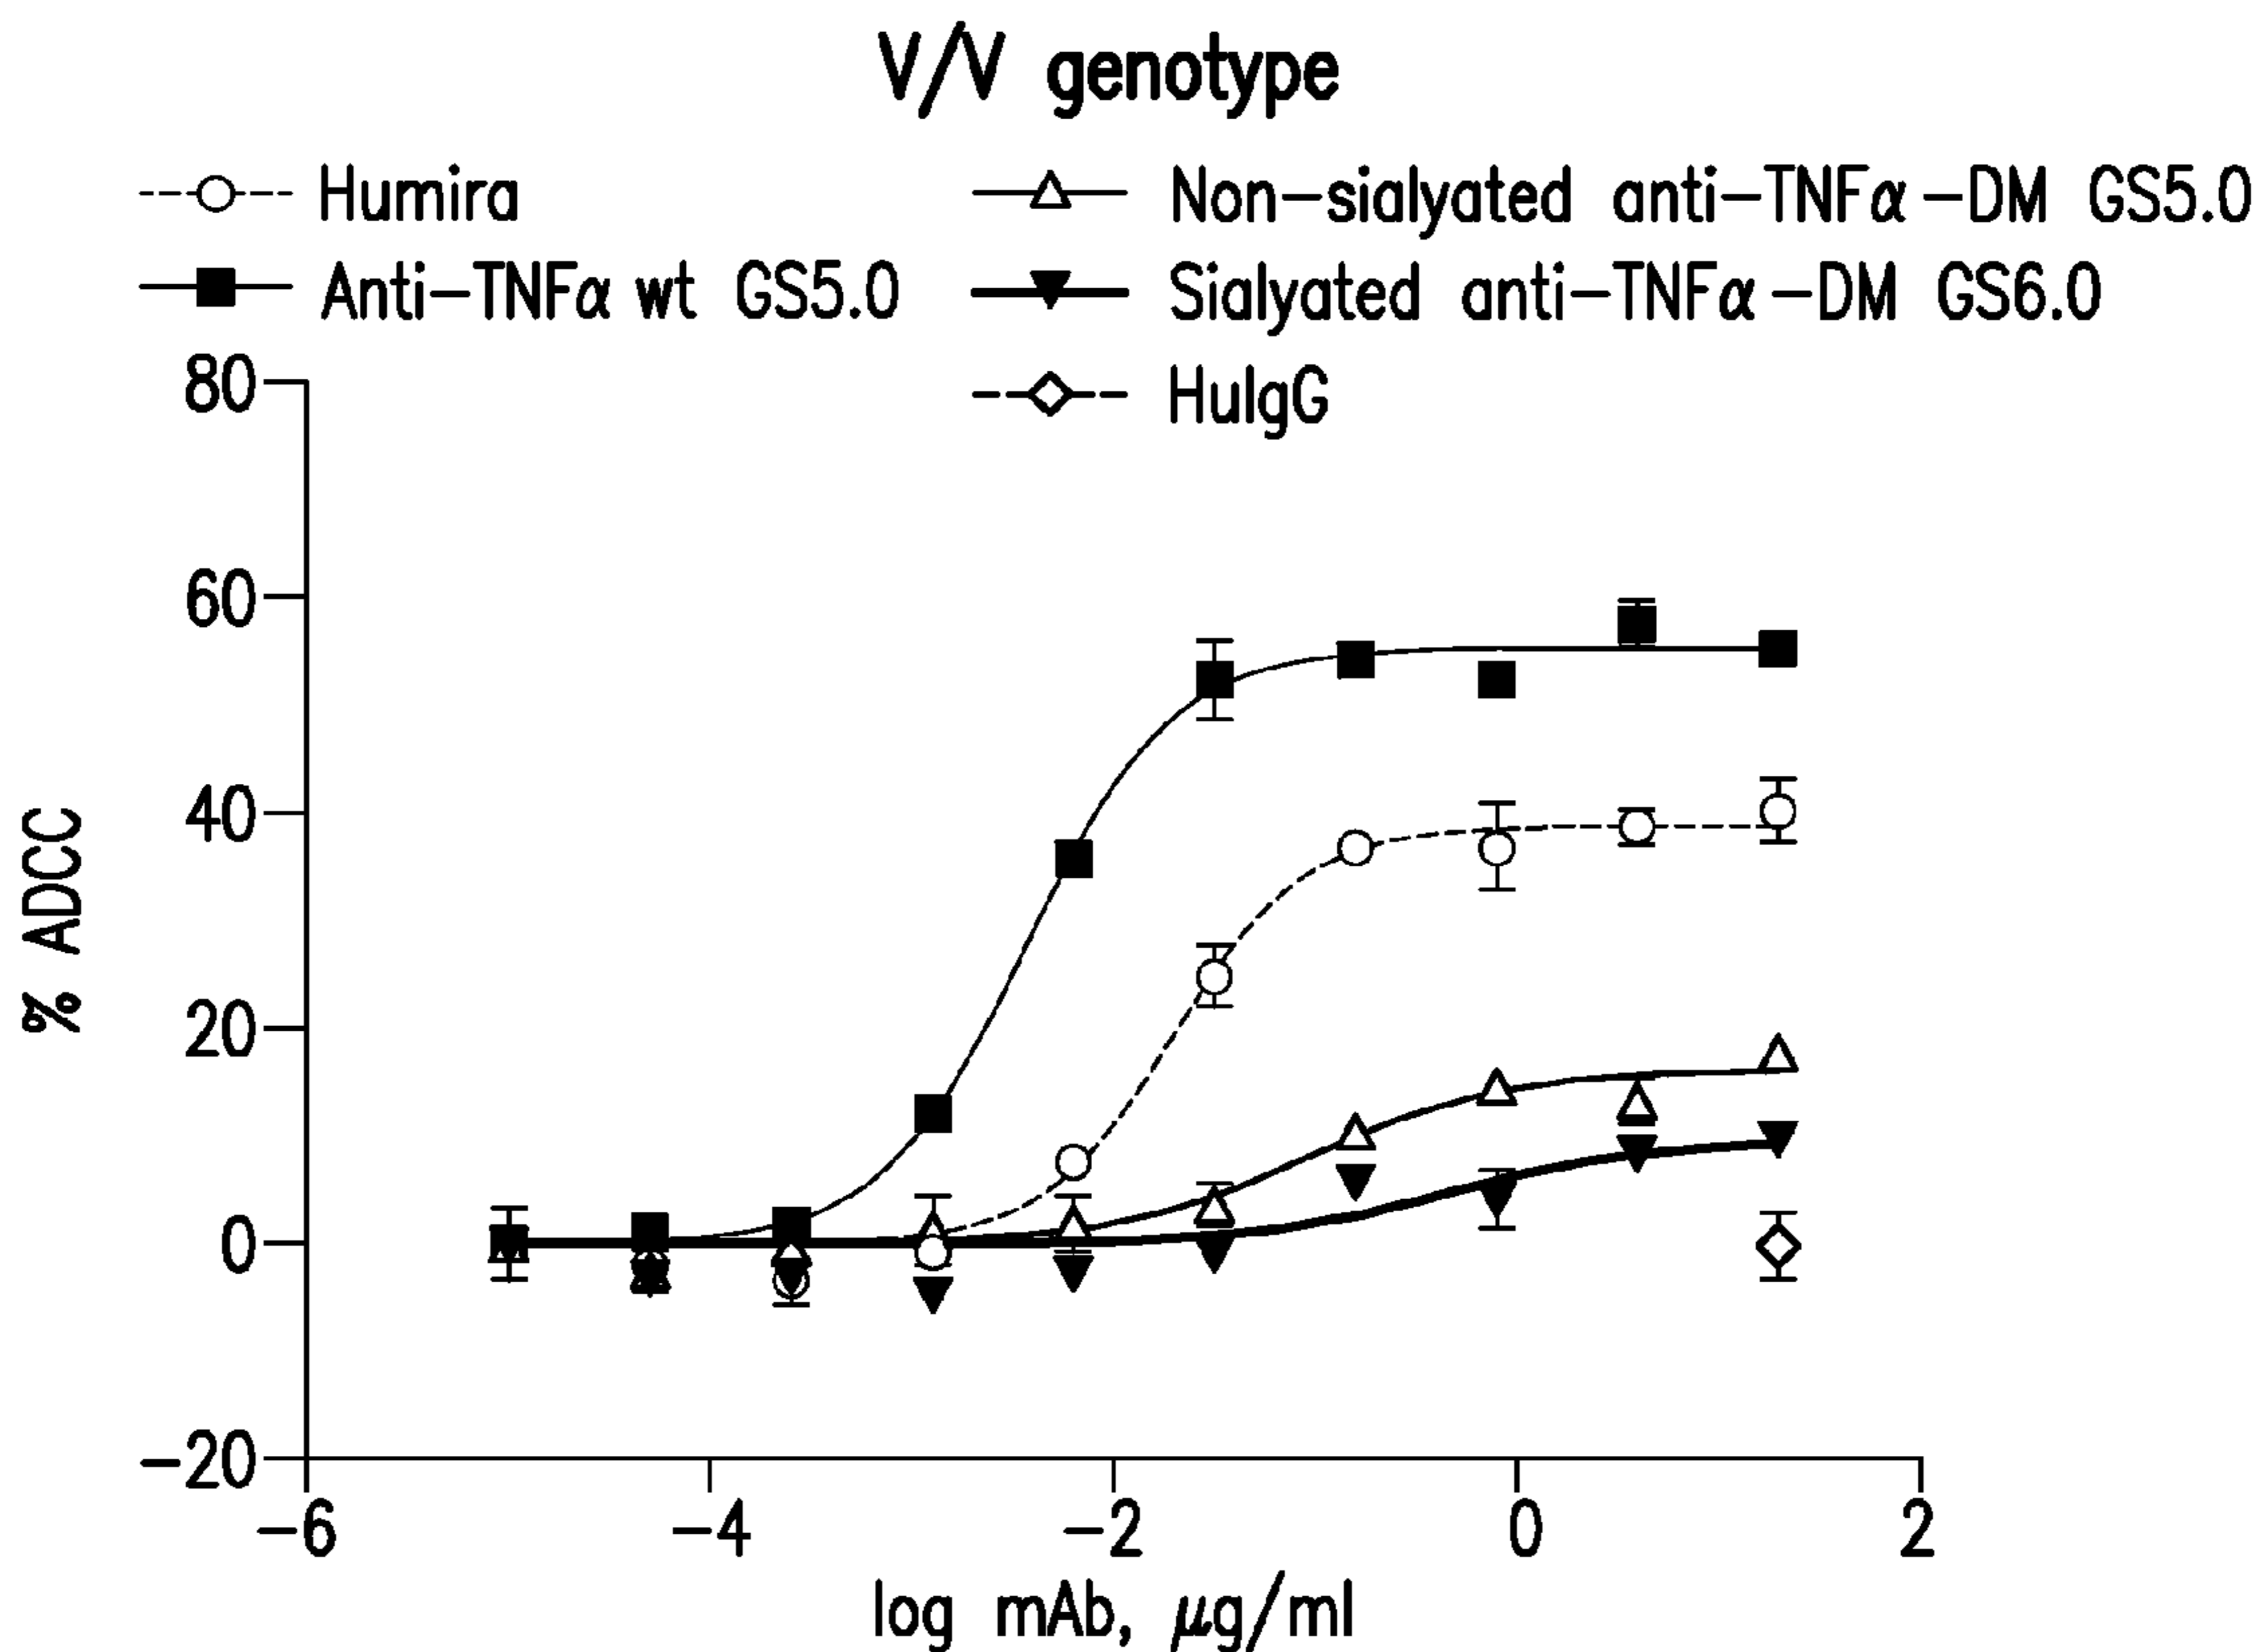 V/V genotype
Humira
Non-sialyated anti-TNFα-DM GS5.0
Anti-TNFα wt GS5.0
Sialyated anti-TNFα-DM GS6.0
HuIgG
80
60
40
20
0
-20
% ADCC
-6
-4
-2
0
2
log mAb, μg/ml